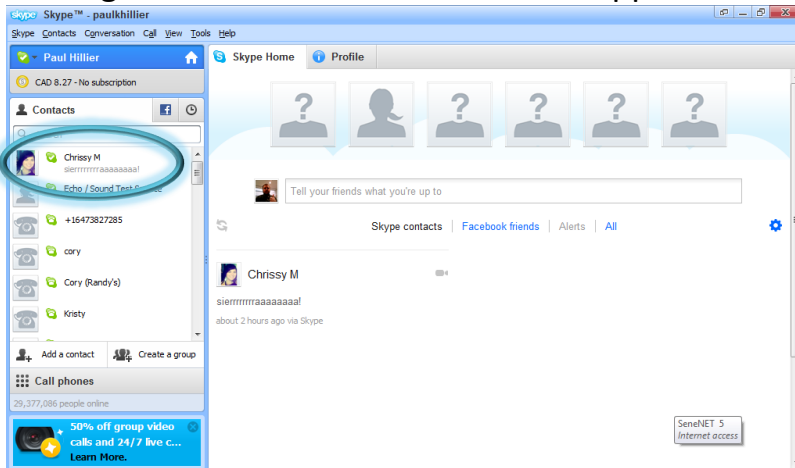 Skype™ - paulkhillier
Skype Contacts Conversation Call View Tools Help
Paul Hillier
CAD 8.27 - No subscription
Contacts
Chrissy M
sierrrrrrraaaaaaaa!
Echo / Sound Test
+16473827285
cory
Cory (Randy's)
Kristy
Add a contact Create a group
Call phones
29,377,086 people online
50% off group video
calls and 24/7 live c...
Learn More.
Skype Home Profile
Tell your friends what you're up to
Skype contacts Facebook friends Alerts All
Chrissy M
sierrrrrrraaaaaaaa!
about 2 hours ago via Skype
SeneNET 5
Internet access